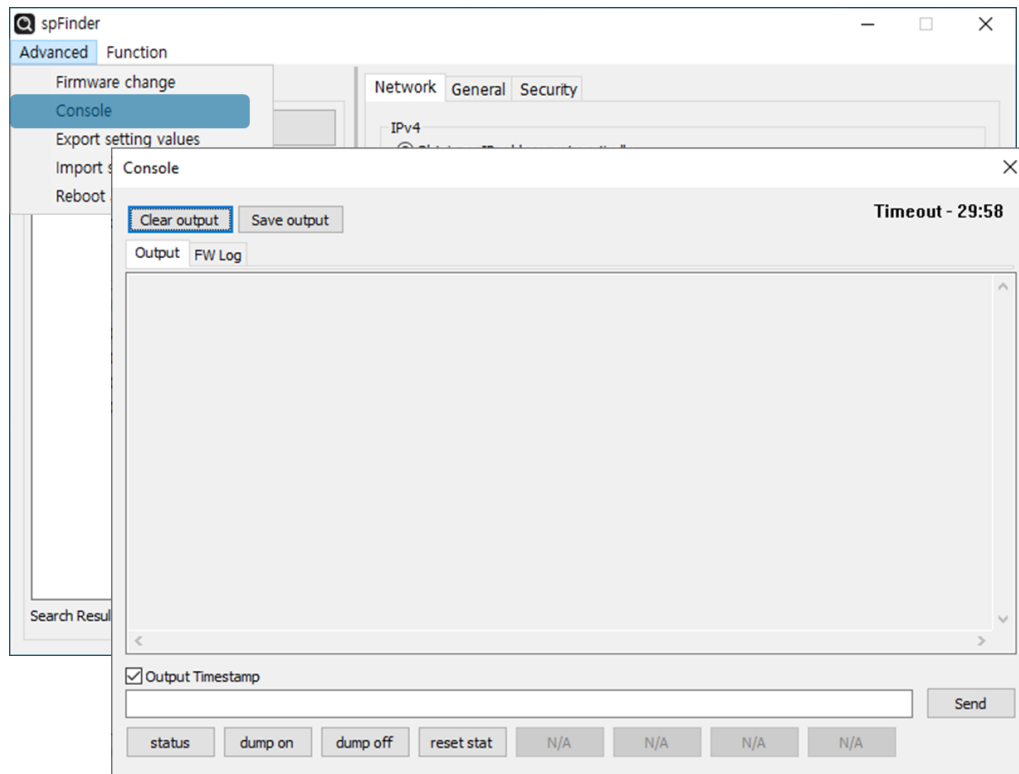 spFinder
Advanced Function
Firmware change
Console
Export setting values
Import
Reboot
Network General Security
IPv4
Console
Clear output Save output
Timeout - 29:58
Output FW Log
Search
Output Timestamp
Send
status dump on dump off reset stat N/A N/A N/A N/A